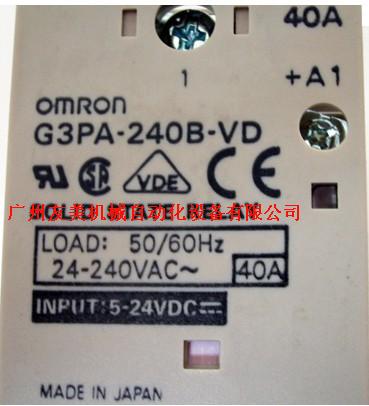 40A
1
+A1
OMRON
G3PA-240B-VD
VDE CE
广州友美机械自动化设备有限公司
LOAD: 50/60Hz
24-240VAC~ 40A
INPUT: 5-24VDC
MADE IN JAPAN